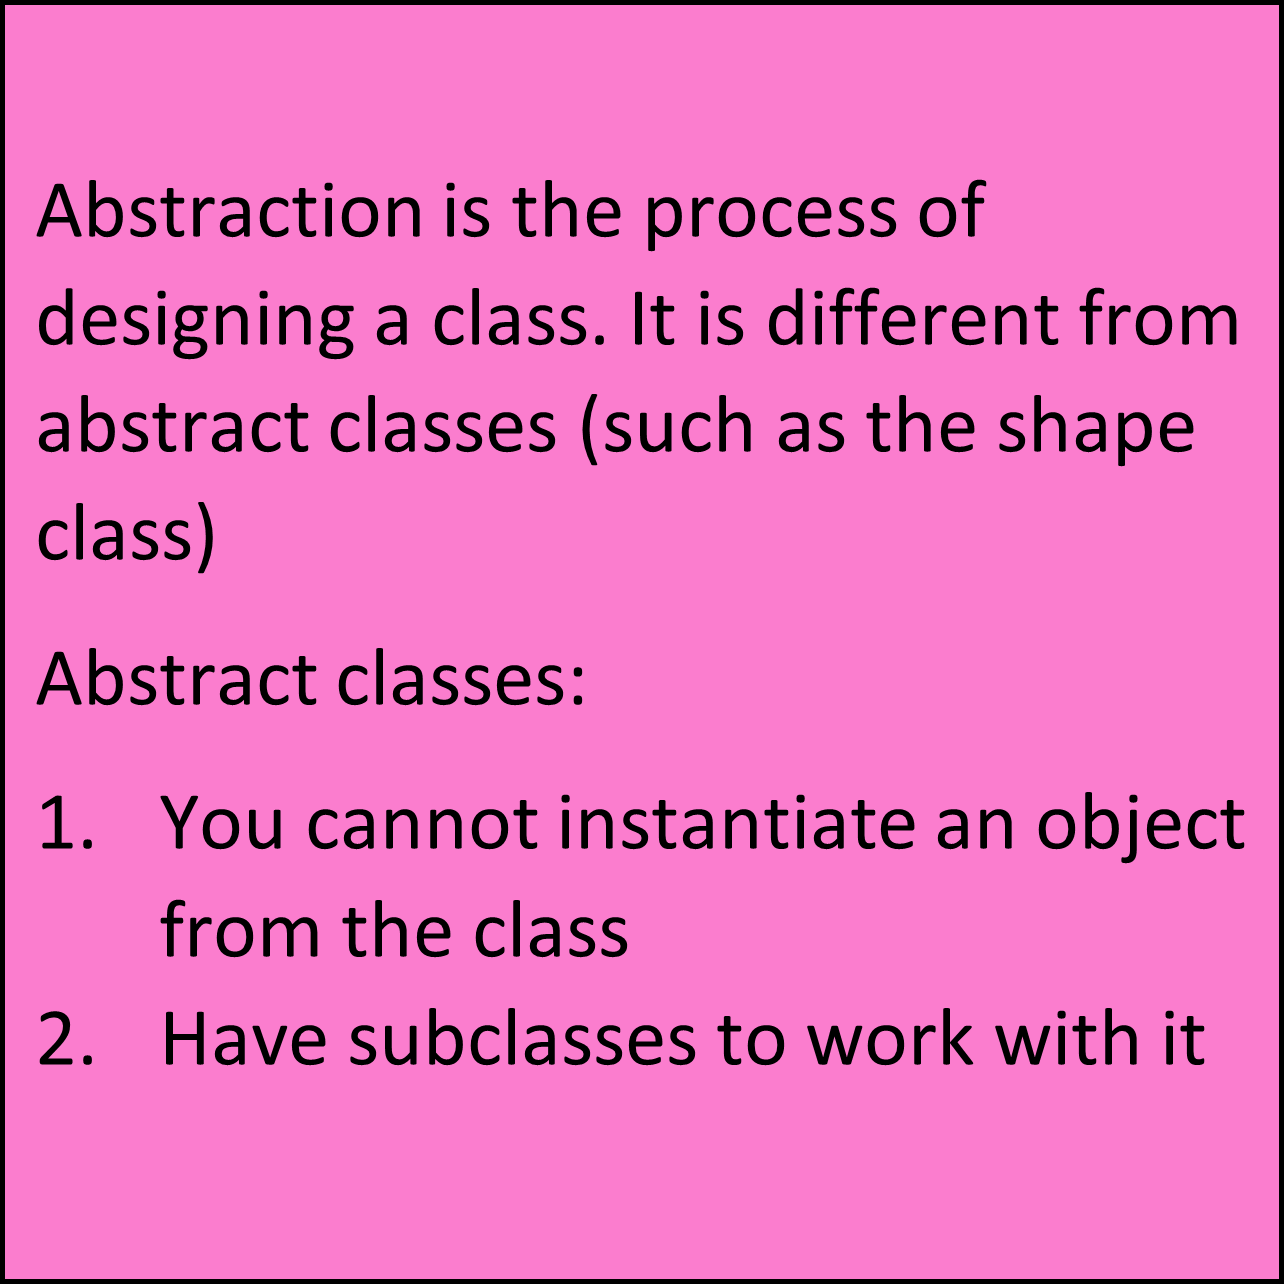 Abstraction is the process of
designing a class. It is different from
abstract classes (such as the shape
class)
Abstract classes:
1. You cannot instantiate an object
from the class
2. Have subclasses to work with it